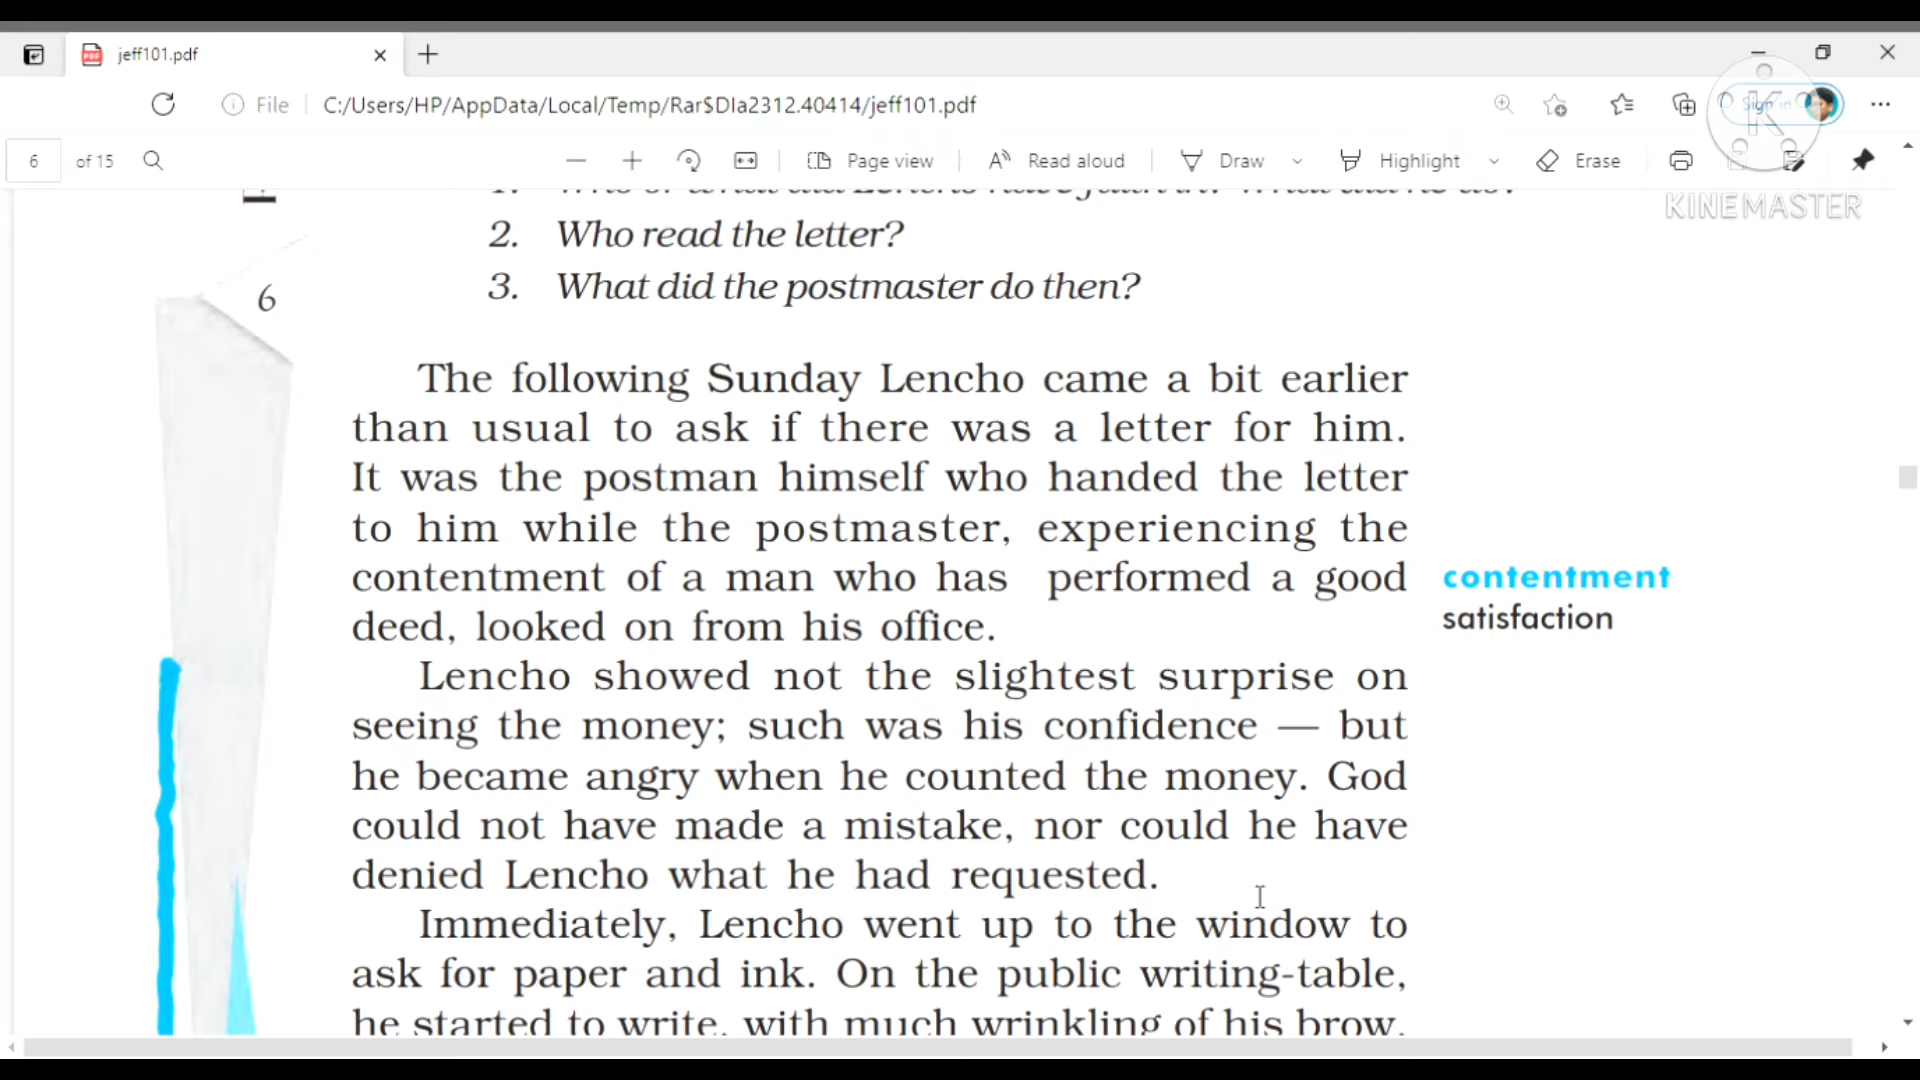 jeff101.pdf
File C:/Users/HP/AppData/Local/Temp/Rar$DIa2312.40414/jeff101.pdf Sign in
6 of 15 Page view Read aloud Draw Highlight Erase
KINEMASTER
2. Who read the letter?
3. What did the postmaster do then?
6
The following Sunday Lencho came a bit earlier
than usual to ask if there was a letter for him.
It was the postman himself who handed the letter
to him while the postmaster, experiencing the
contentment of a man who has performed a good
deed, looked on from his office.
contentment
satisfaction
Lencho showed not the slightest surprise on
seeing the money; such was his confidence — but
he became angry when he counted the money. God
could not have made a mistake, nor could he have
denied Lencho what he had requested.
Immediately, Lencho went up to the window to
ask for paper and ink. On the public writing-table,
he started to write, with much wrinkling of his brow,